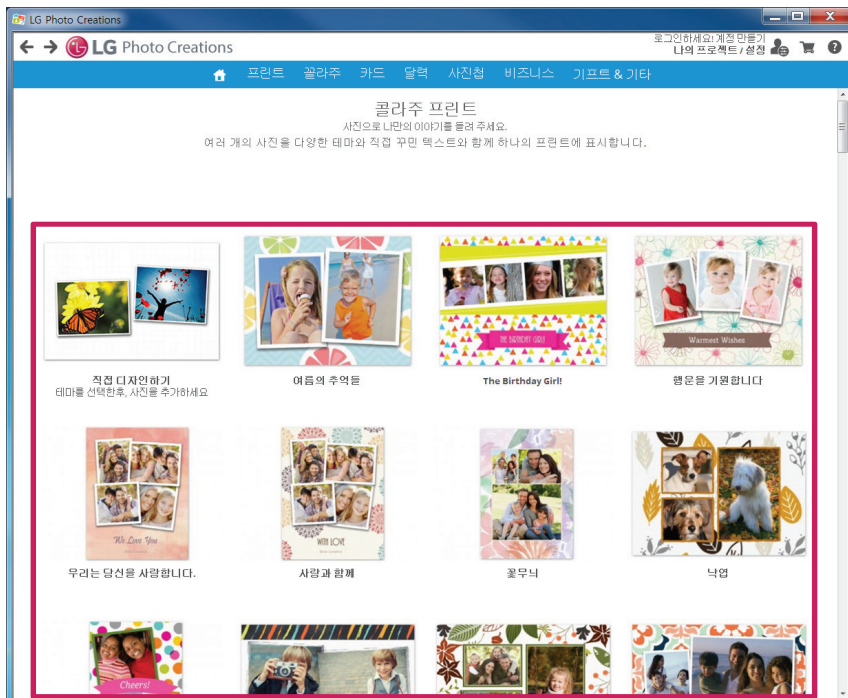 LG Photo Creations
LG Photo Creations
로그인하세요! 계정 만들기
나의 프로젝트 / 설정
프린트 꼴라주 카드 달력 사진첩 비즈니스 기프트 & 기타
콜라주 프린트
사진으로 나만의 이야기를 들려 주세요.
여러 개의 사진을 다양한 테마와 직접 꾸민 텍스트와 함께 하나의 프린트에 표시합니다.
THE BIRTHDAY GIRL!
Warmest Wishes
직접 디자인하기
테마를 선택한후, 사진을 추가하세요
여름의 추억들
The Birthday Girl!
행운을 기원합니다
We Love You
WITH LOVE
우리는 당신을 사랑합니다.
사랑과 함께
꽃무늬
낙엽
Cheers!